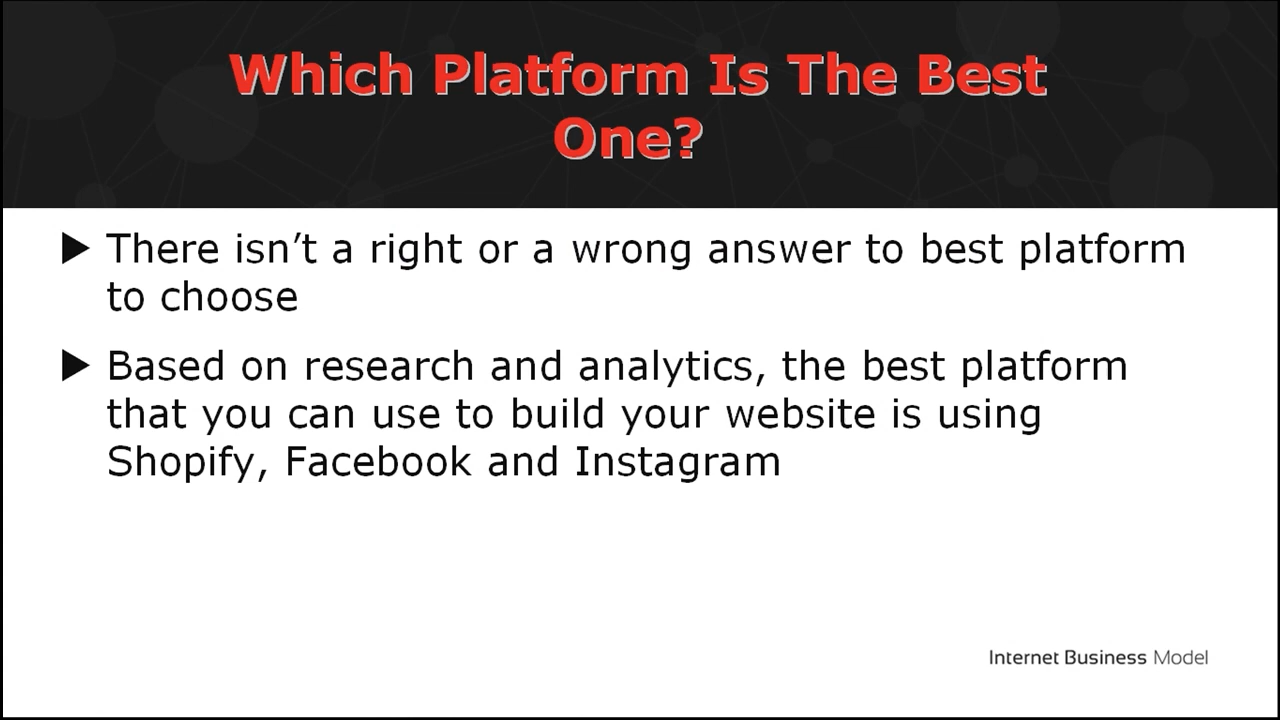 Which Platform Is The Best
One?
There isn’t a right or a wrong answer to best platform
to choose
Based on research and analytics, the best platform
that you can use to build your website is using
Shopify, Facebook and Instagram
Internet Business Model